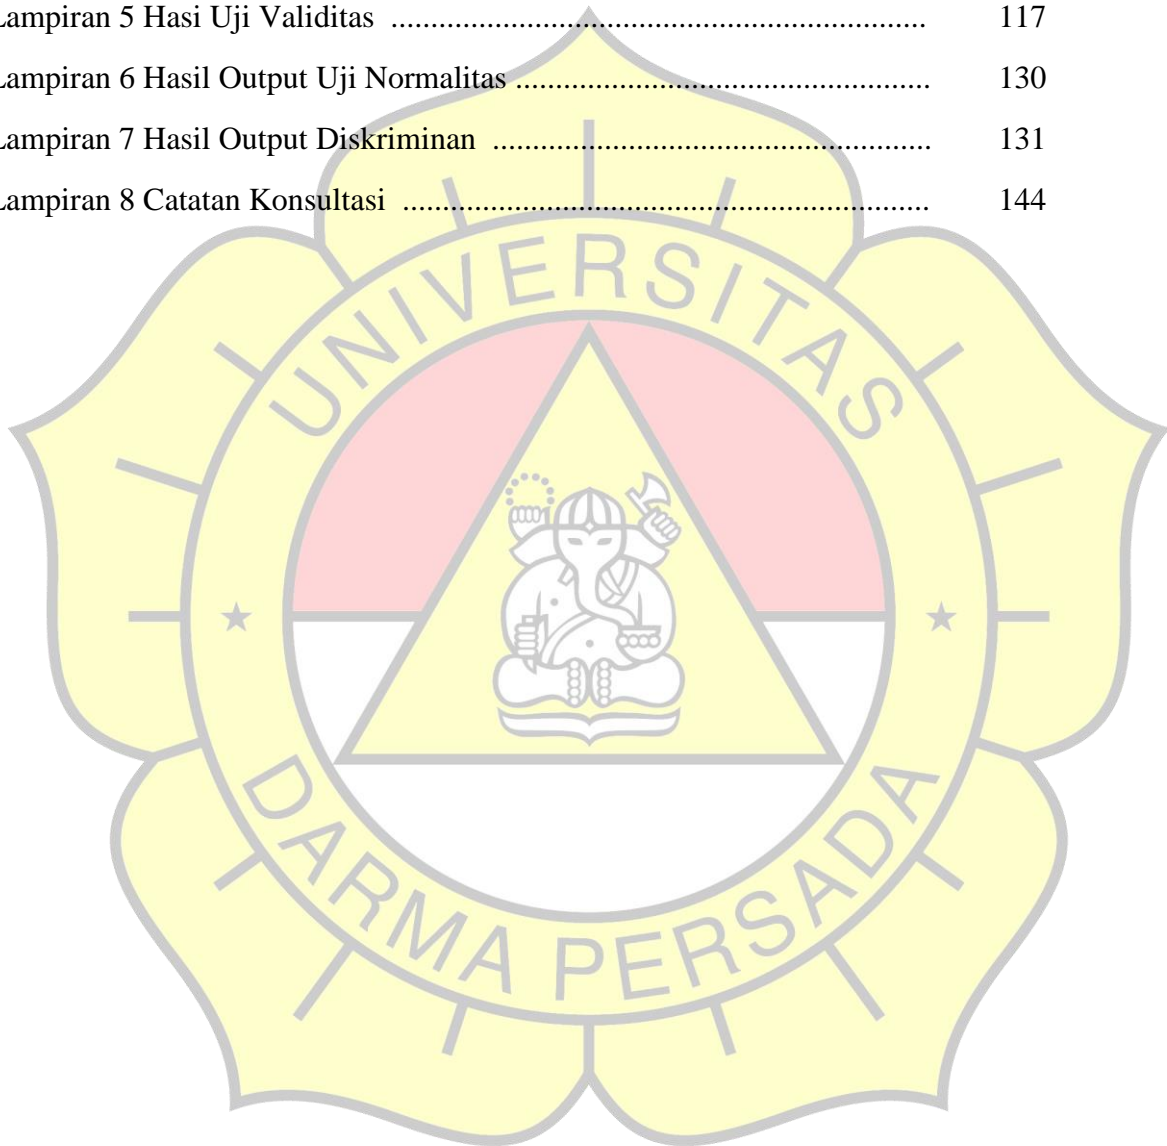 Lampiran 5 Hasi Uji Validitas ................................................................... 117
Lampiran 6 Hasil Output Uji Normalitas .................................................... 130
Lampiran 7 Hasil Output Diskriminan ....................................................... 131
Lampiran 8 Catatan Konsultasi .................................................................. 144
UNIVERSITAS
DARMA PERSADA